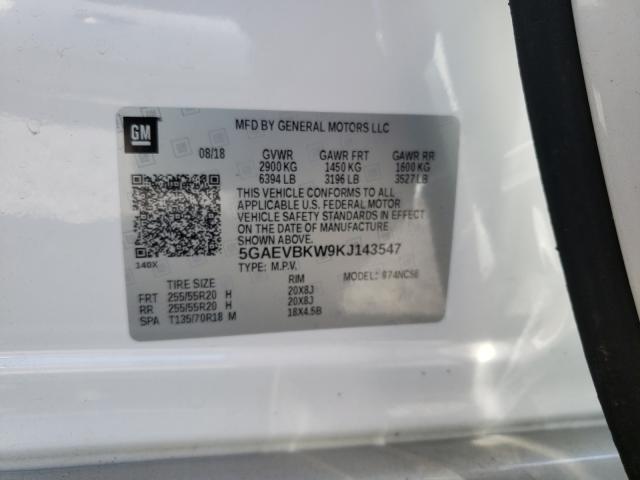 GM
MFD BY GENERAL MOTORS LLC
08/18 GVWR GAWR FRT GAWR RR
2900 KG 1450 KG 1600 KG
6394 LB 3196 LB 3527 LB
THIS VEHICLE CONFORMS TO ALL
APPLICABLE U.S. FEDERAL MOTOR
VEHICLE SAFETY STANDARDS IN EFFECT
ON THE DATE OF MANUFACTURE SHOWN
ABOVE.
5GAEVBKW9KJ143547
140X
TYPE: M.P.V. MODEL:
TIRE SIZE RIM
FRT 255/55R20 H 20X8J
RR 255/55R20 H 20X8J
SPA T135/70R18 M 18X4.5B